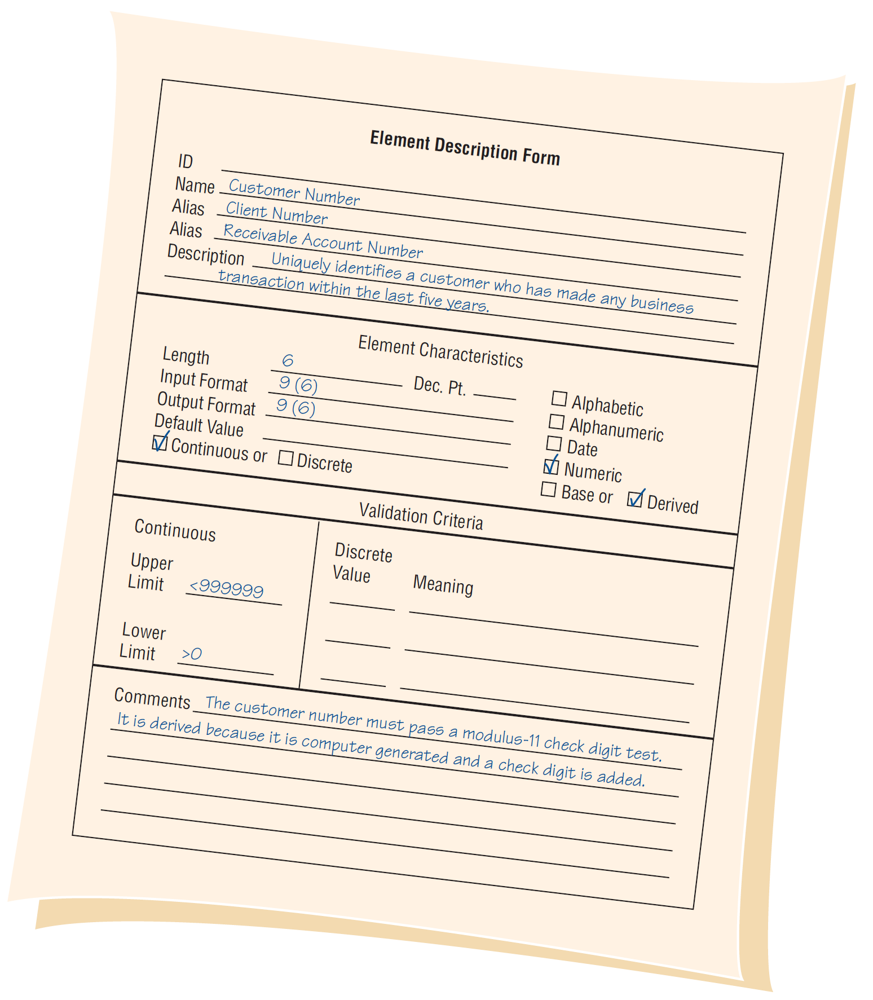 Element Description Form
ID
Name Customer Number
Alias Client Number
Alias Receivable Account Number
Description Uniquely identifies a customer who has made any business
transaction within the last five years.
Element Characteristics
Length 6 Dec. Pt.
Input Format 9 (6)
Output Format 9 (6)
Default Value
Continuous or Discrete
Alphabetic
Alphanumeric
Date
Numeric
Base or Derived
Validation Criteria
Continuous
Upper
Limit <999999
Lower
Limit >0
Discrete
Value Meaning
Comments The customer number must pass a modulus-11 check digit test.
It is derived because it is computer generated and a check digit is added.